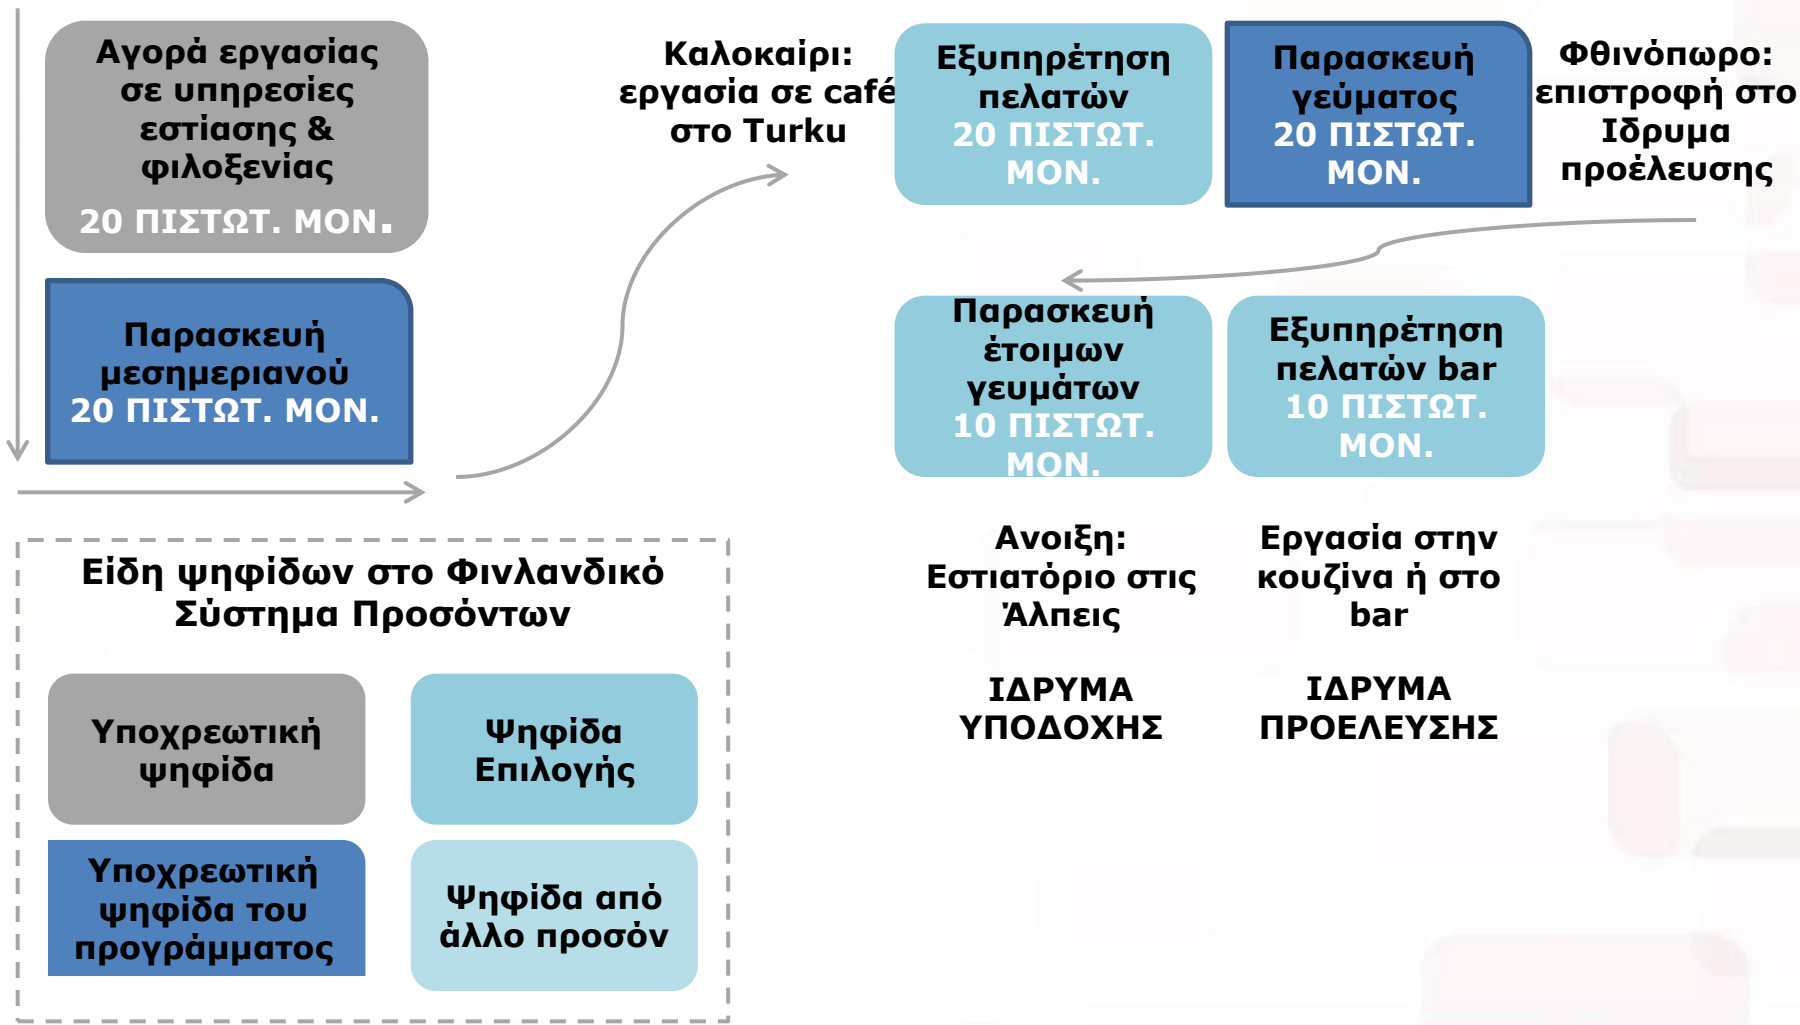 Αγορά εργασίας
σε υπηρεσίες
εστίασης &
φιλοξενίας
20 ΠΙΣΤΩΤ. ΜΟΝ.
Παρασκευή
μεσημεριανού
20 ΠΙΣΤΩΤ. ΜΟΝ.
Καλοκαίρι:
εργασία σε café
στο Turku
Εξυπηρέτηση
πελατών
20 ΠΙΣΤΩΤ.
ΜΟΝ.
Παρασκευή
γεύματος
20 ΠΙΣΤΩΤ.
ΜΟΝ.
Φθινόπωρο:
επιστροφή στο
Ιδρυμα
προέλευσης
Παρασκευή
έτοιμων
γευμάτων
10 ΠΙΣΤΩΤ.
ΜΟΝ.
Εξυπηρέτηση
πελατών bar
10 ΠΙΣΤΩΤ.
ΜΟΝ.
Ανοιξη:
Εστιατόριο στις
Άλπεις
ΙΔΡΥΜΑ
ΥΠΟΔΟΧΗΣ
Εργασία στην
κουζίνα ή στο
bar
ΙΔΡΥΜΑ
ΠΡΟΕΛΕΥΣΗΣ
Είδη ψηφίδων στο Φινλανδικό
Σύστημα Προσόντων
Υποχρεωτική
ψηφίδα
Ψηφίδα
Επιλογής
Υποχρεωτική
ψηφίδα του
προγράμματος
Ψηφίδα από
άλλο προσόν